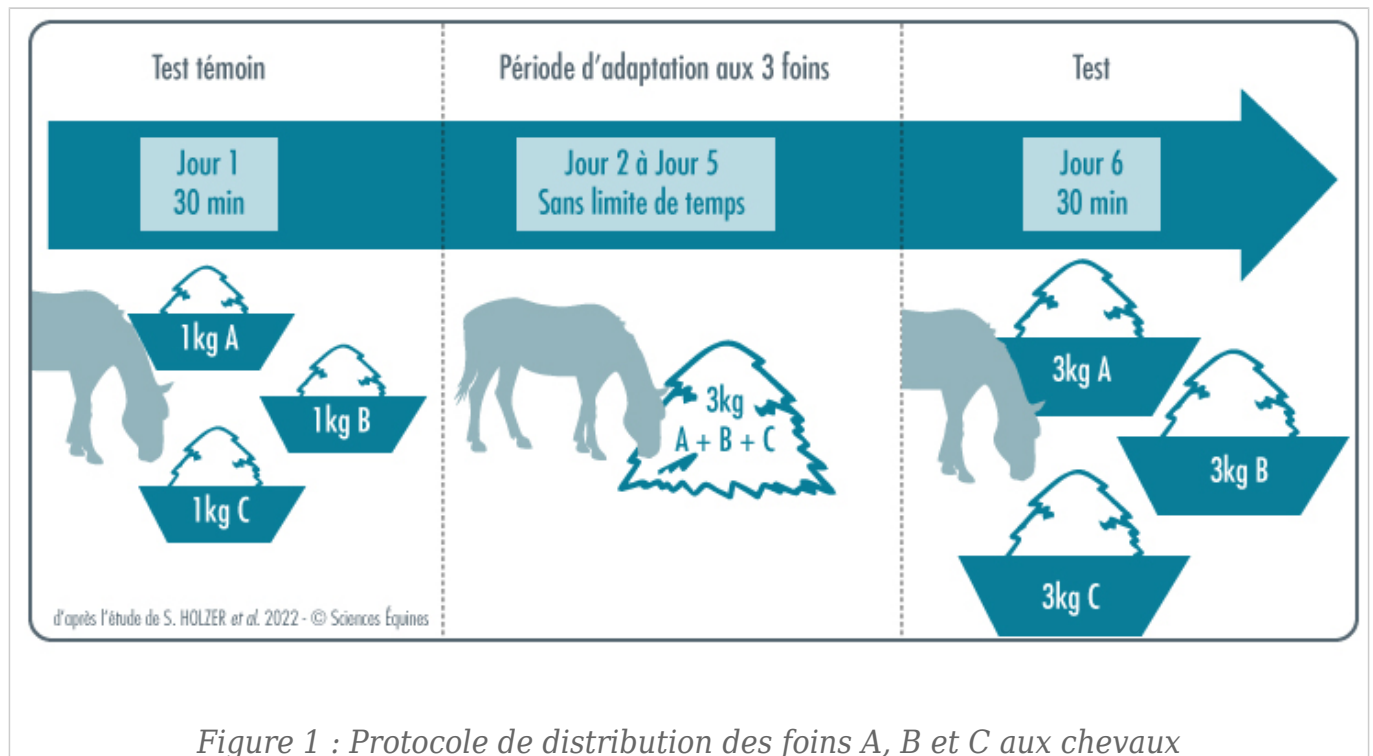 Test témoin
Période d'adaptation aux 3 foins
Test
Jour 1
30 min
Jour 2 à Jour 5
Sans limite de temps
Jour 6
30 min
1kg A
1kg B
1kg C
3kg
A + B + C
3kg A
3kg B
3kg C
d'après l'étude de S. HOLZER et al. 2022 - © Sciences Équines
Figure 1 : Protocole de distribution des foins A, B et C aux chevaux